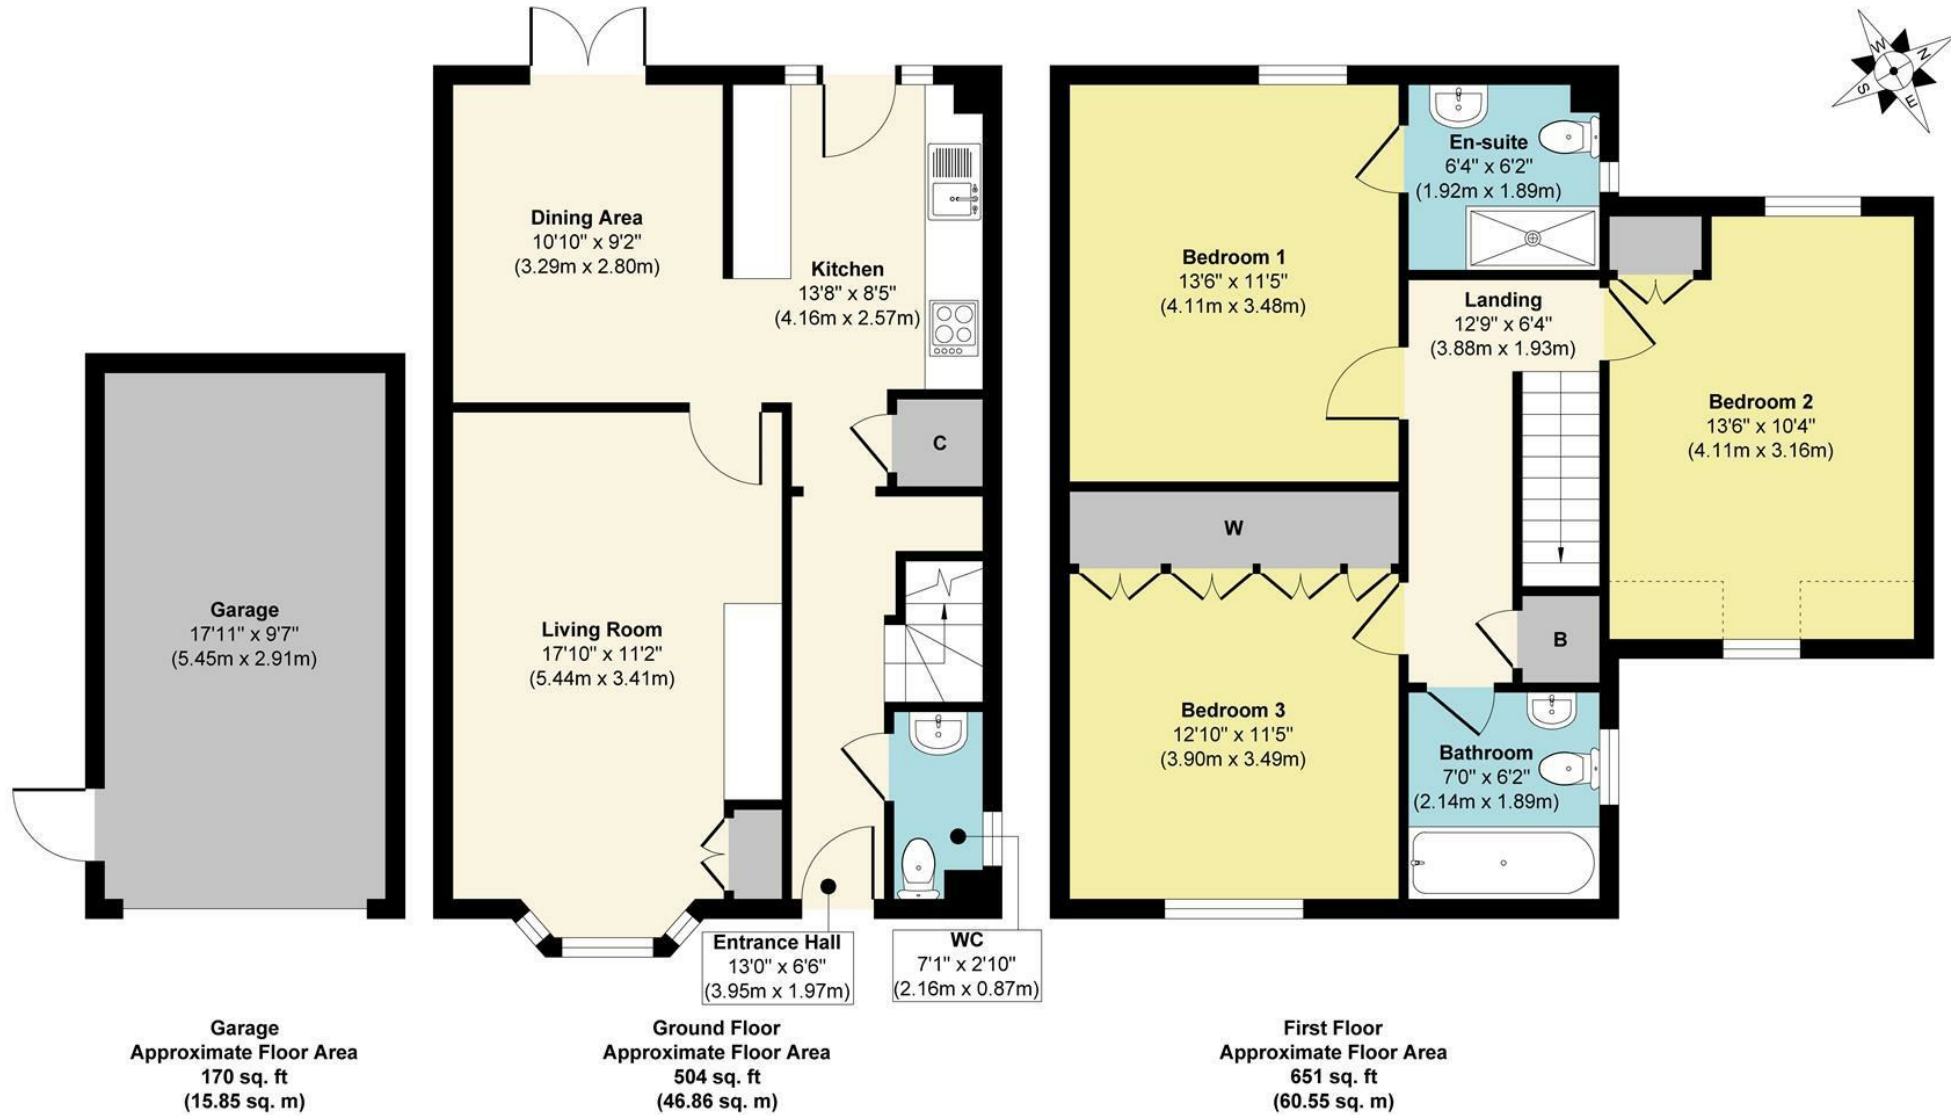 W
N
S
E
Dining Area
10'10" x 9'2"
(3.29m x 2.80m)
Kitchen
13'8" x 8'5"
(4.16m x 2.57m)
C
Living Room
17'10" x 11'2"
(5.44m x 3.41m)
Entrance Hall
13'0" x 6'6"
(3.95m x 1.97m)
WC
7'1" x 2'10"
(2.16m x 0.87m)
Garage
17'11" x 9'7"
(5.45m x 2.91m)
En-suite
6'4" x 6'2"
(1.92m x 1.89m)
Bedroom 1
13'6" x 11'5"
(4.11m x 3.48m)
Landing
12'9" x 6'4"
(3.88m x 1.93m)
Bedroom 2
13'6" x 10'4"
(4.11m x 3.16m)
W
B
Bedroom 3
12'10" x 11'5"
(3.90m x 3.49m)
Bathroom
7'0" x 6'2"
(2.14m x 1.89m)
Garage
Approximate Floor Area
170 sq. ft
(15.85 sq. m)
Ground Floor
Approximate Floor Area
504 sq. ft
(46.86 sq. m)
First Floor
Approximate Floor Area
651 sq. ft
(60.55 sq. m)